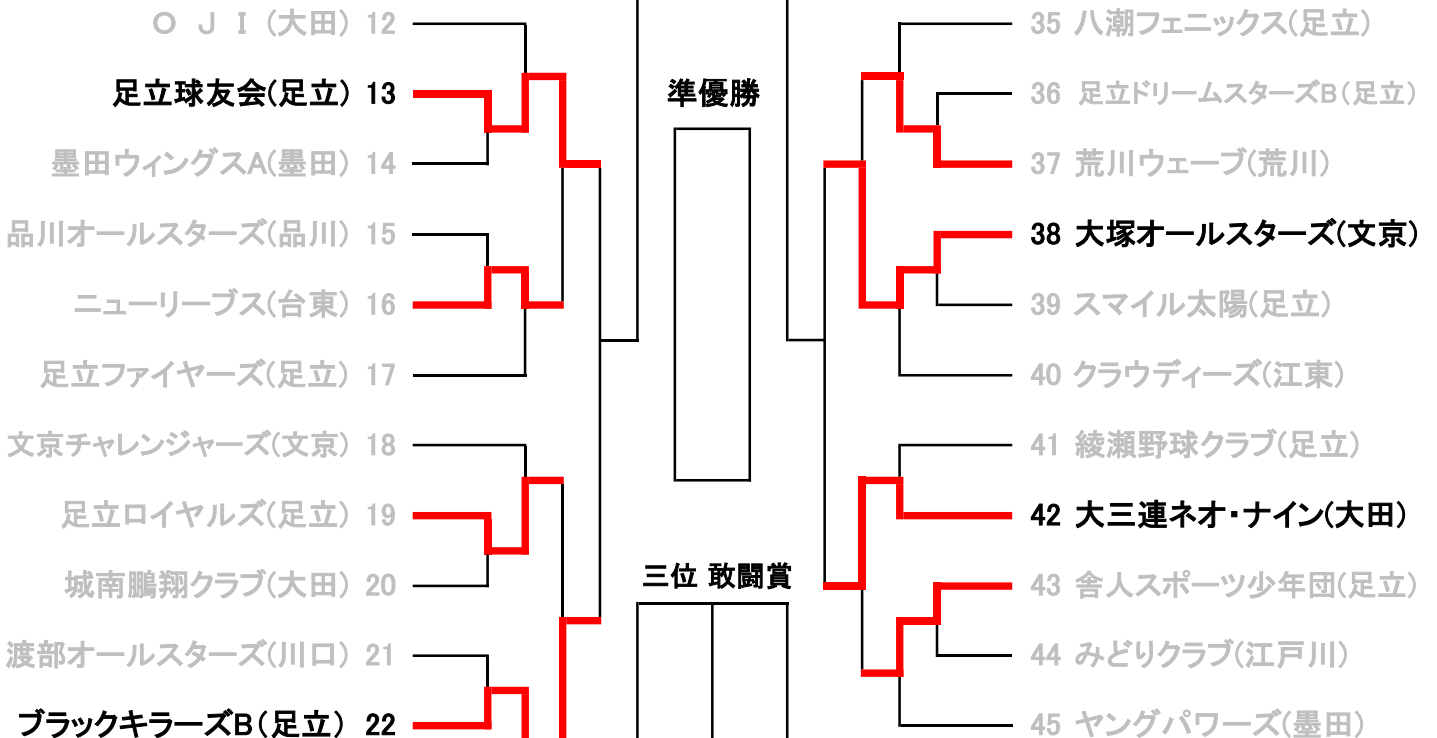 O J I (大田) 12
足立球友会(足立) 13
墨田ウィングスA(墨田) 14
品川オールスターズ(品川) 15
ニューリーブス(台東) 16
足立ファイヤーズ(足立) 17
文京チャレンジャーズ(文京) 18
足立ロイヤルズ(足立) 19
城南鵬翔クラブ(大田) 20
渡部オールスターズ(川口) 21
ブラックキラーズB(足立) 22
準優勝
三位 敢闘賞
35 八潮フェニックス(足立)
36 足立ドリームスターズB(足立)
37 荒川ウェーブ(荒川)
38 大塚オールスターズ(文京)
39 スマイル太陽(足立)
40 クラウディーズ(江東)
41 綾瀬野球クラブ(足立)
42 大三連ネオ・ナイン(大田)
43 舎人スポーツ少年団(足立)
44 みどりクラブ(江戸川)
45 ヤングパワーズ(墨田)